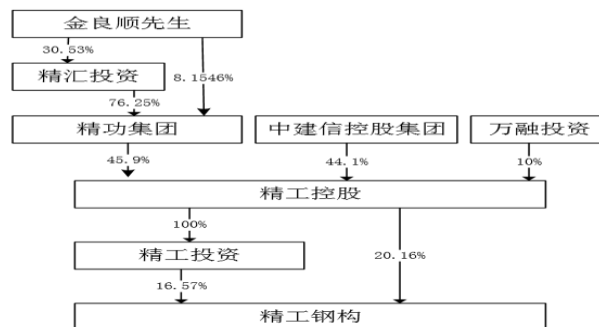 金良顺先生
30.53%
精汇投资
8.1546%
76.25%
精功集团
中建信控股集团
万融投资
45.9%
44.1%
10%
精工控股
100%
精工投资
20.16%
16.57%
精工钢构